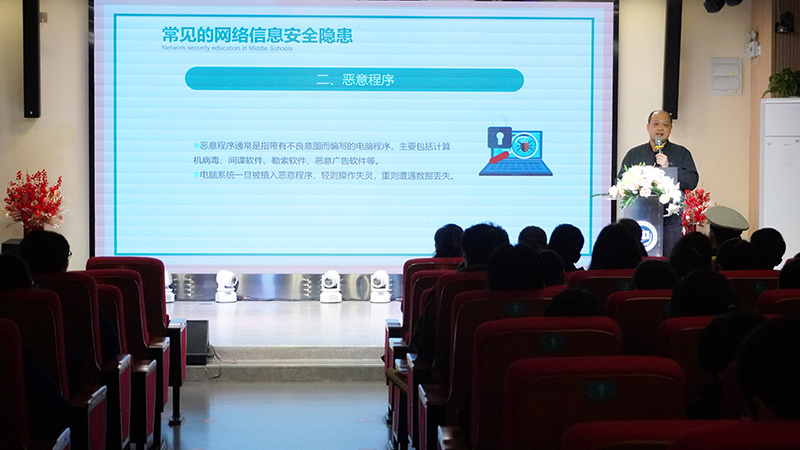 常见的网络信息安全隐患
Network security education in Middle Schools
二、恶意程序
恶意程序通常是指带有不良意图而编写的电脑程序，主要包括计算
机病毒、间谍软件、勒索软件、恶意广告软件等。
电脑系统一旦被植入恶意程序，轻则操作失灵，重则遭遇数据丢失。